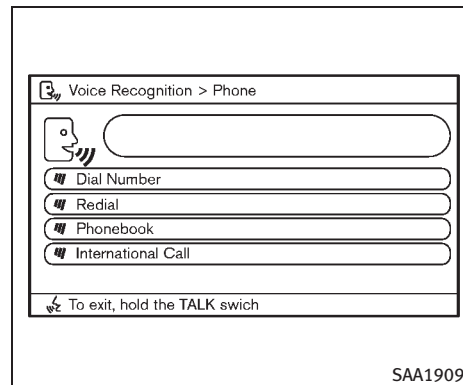 Voice Recognition > Phone
Dial Number
Redial
Phonebook
International Call
To exit, hold the TALK swich
SAA1909